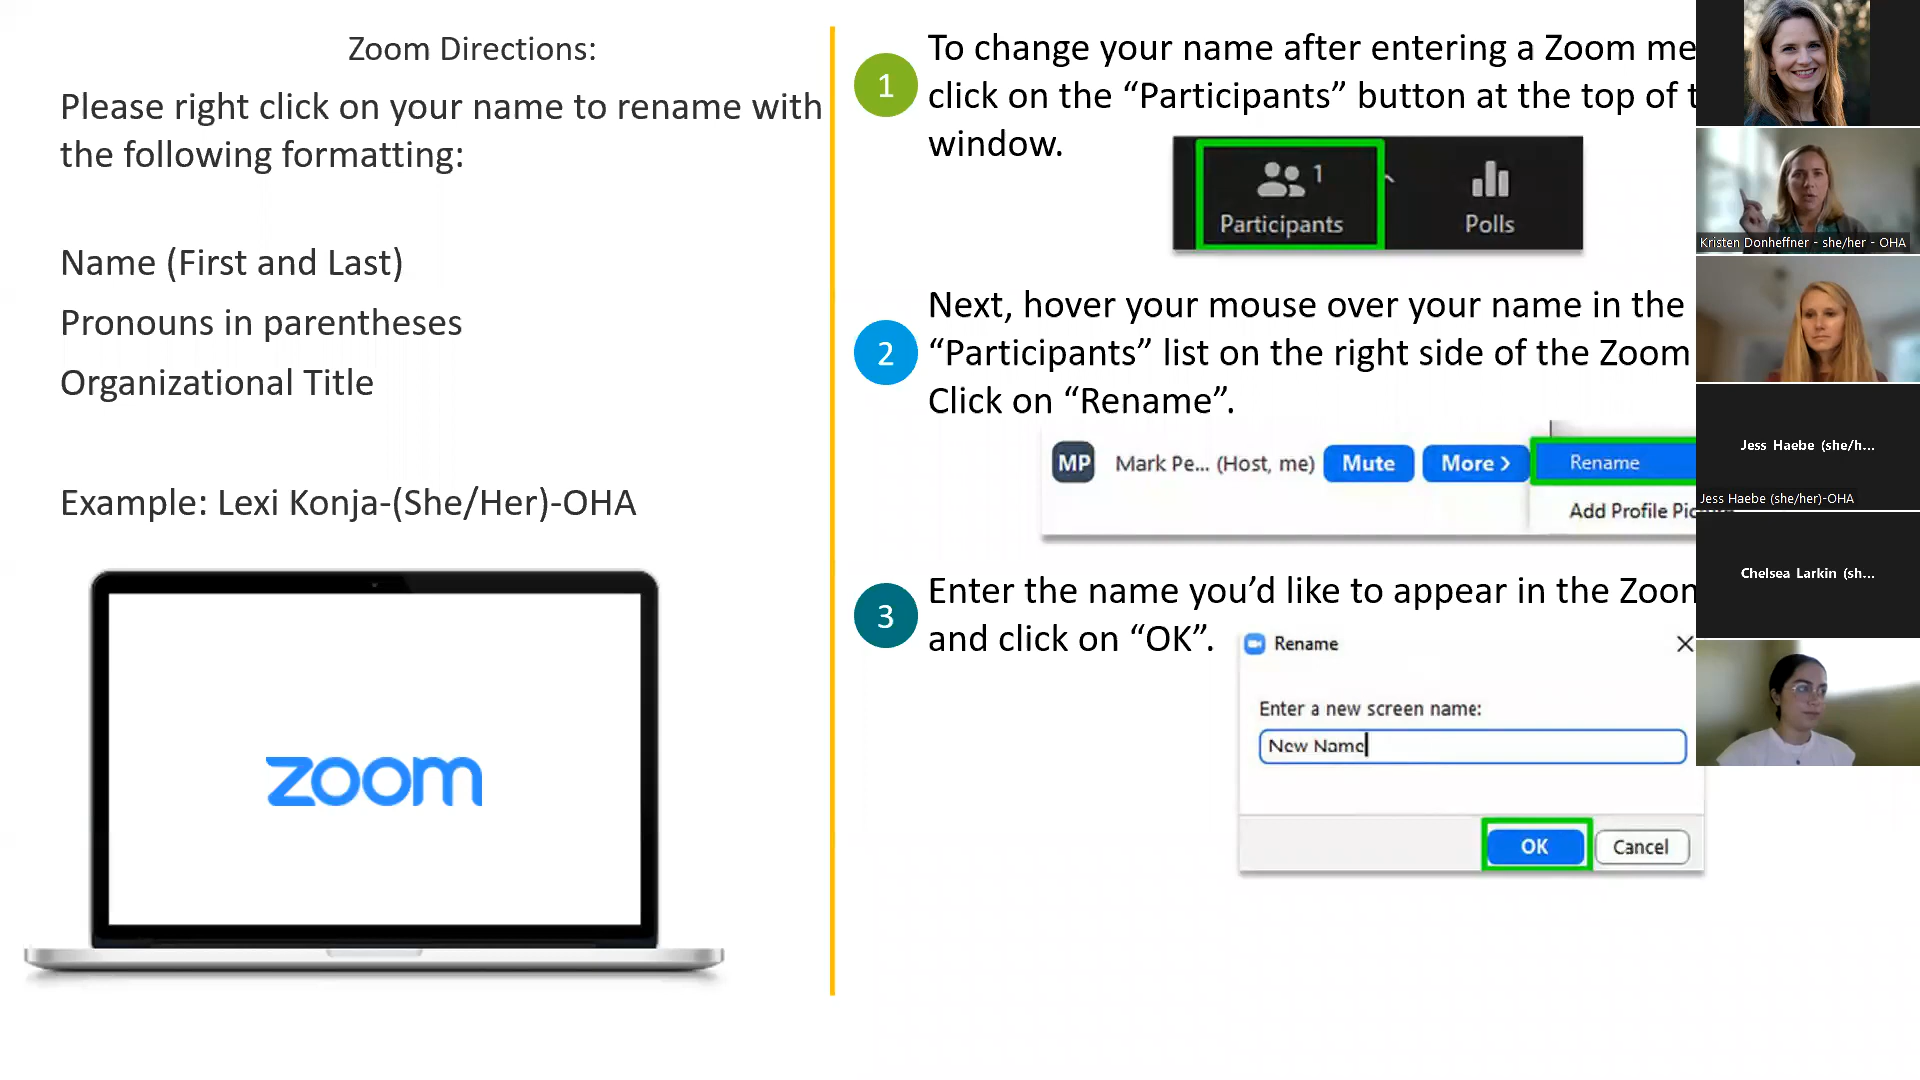 Zoom Directions:
Please right click on your name to rename with
the following formatting:
Name (First and Last)
Pronouns in parentheses
Organizational Title
Example: Lexi Konja-(She/Her)-OHA
zoom
1
To change your name after entering a Zoom me
click on the “Participants” button at the top of t
window.
1
Participants
Polls
2
Next, hover your mouse over your name in the
“Participants” list on the right side of the Zoom
Click on “Rename”.
MP Mark Pe... (Host, me) Mute More > Rename
Add Profile Pic
3
Enter the name you’d like to appear in the Zoom
and click on “OK”.
Rename
Enter a new screen name:
New Name
OK Cancel
Kristen Donheffner - she/her - OHA
Jess Haebe (she/h...
Jess Haebe (she/her)-OHA
Chelsea Larkin (sh...